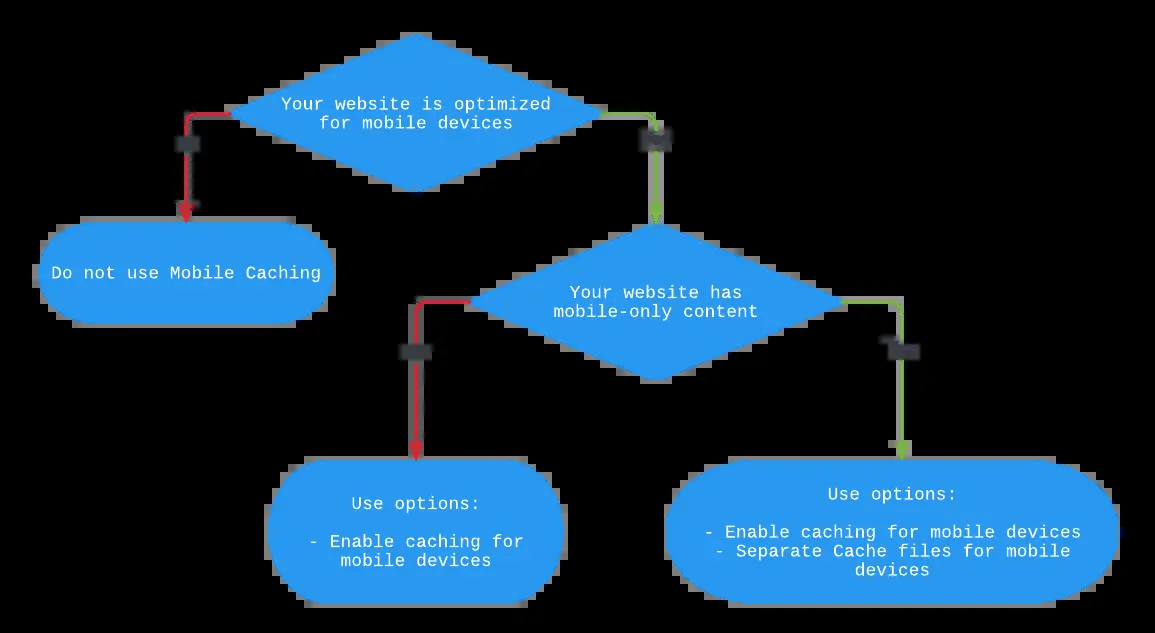 Your website is optimized
for mobile devices
Do not use Mobile Caching
Your website has
mobile-only content
Use options:
- Enable caching for
mobile devices
Use options:
- Enable caching for mobile devices
- Separate Cache files for mobile
devices